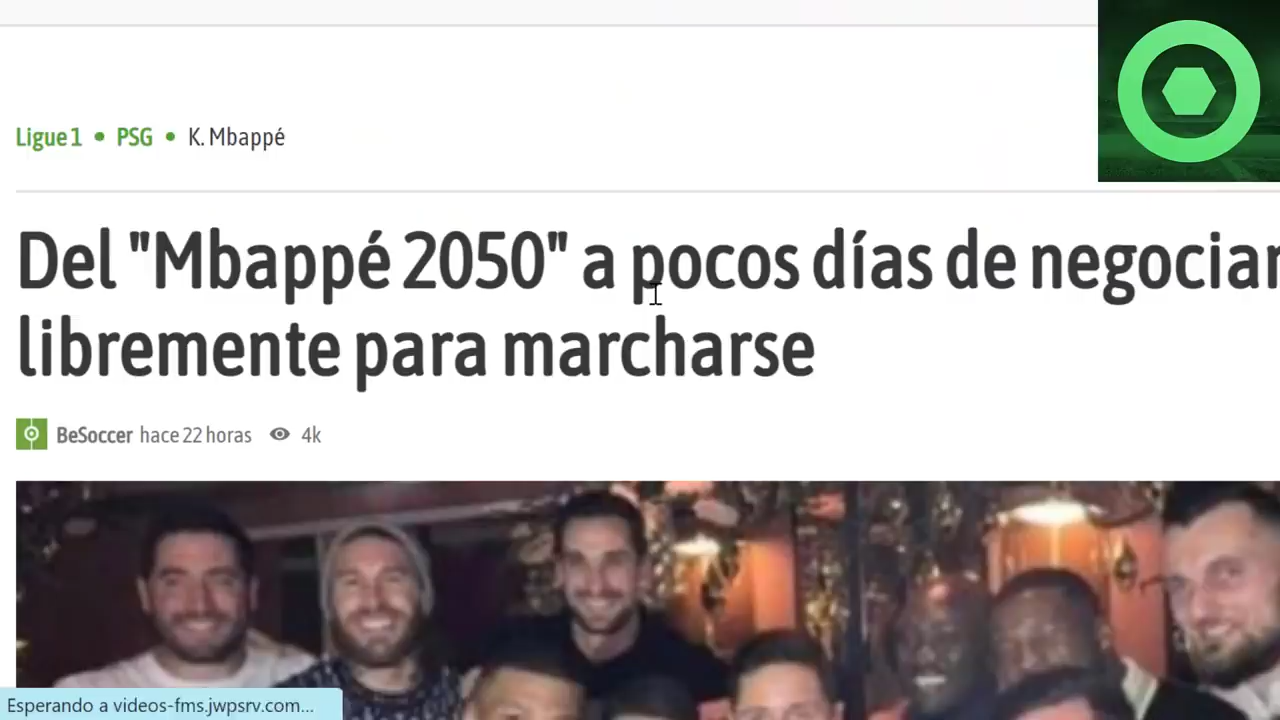 Ligue 1 • PSG • K. Mbappé
Del "Mbappé 2050" a pocos días de negociar
libremente para marcharse
BeSoccer hace 22 horas 4k
Esperando a videos-fms.jwpsrv.com...